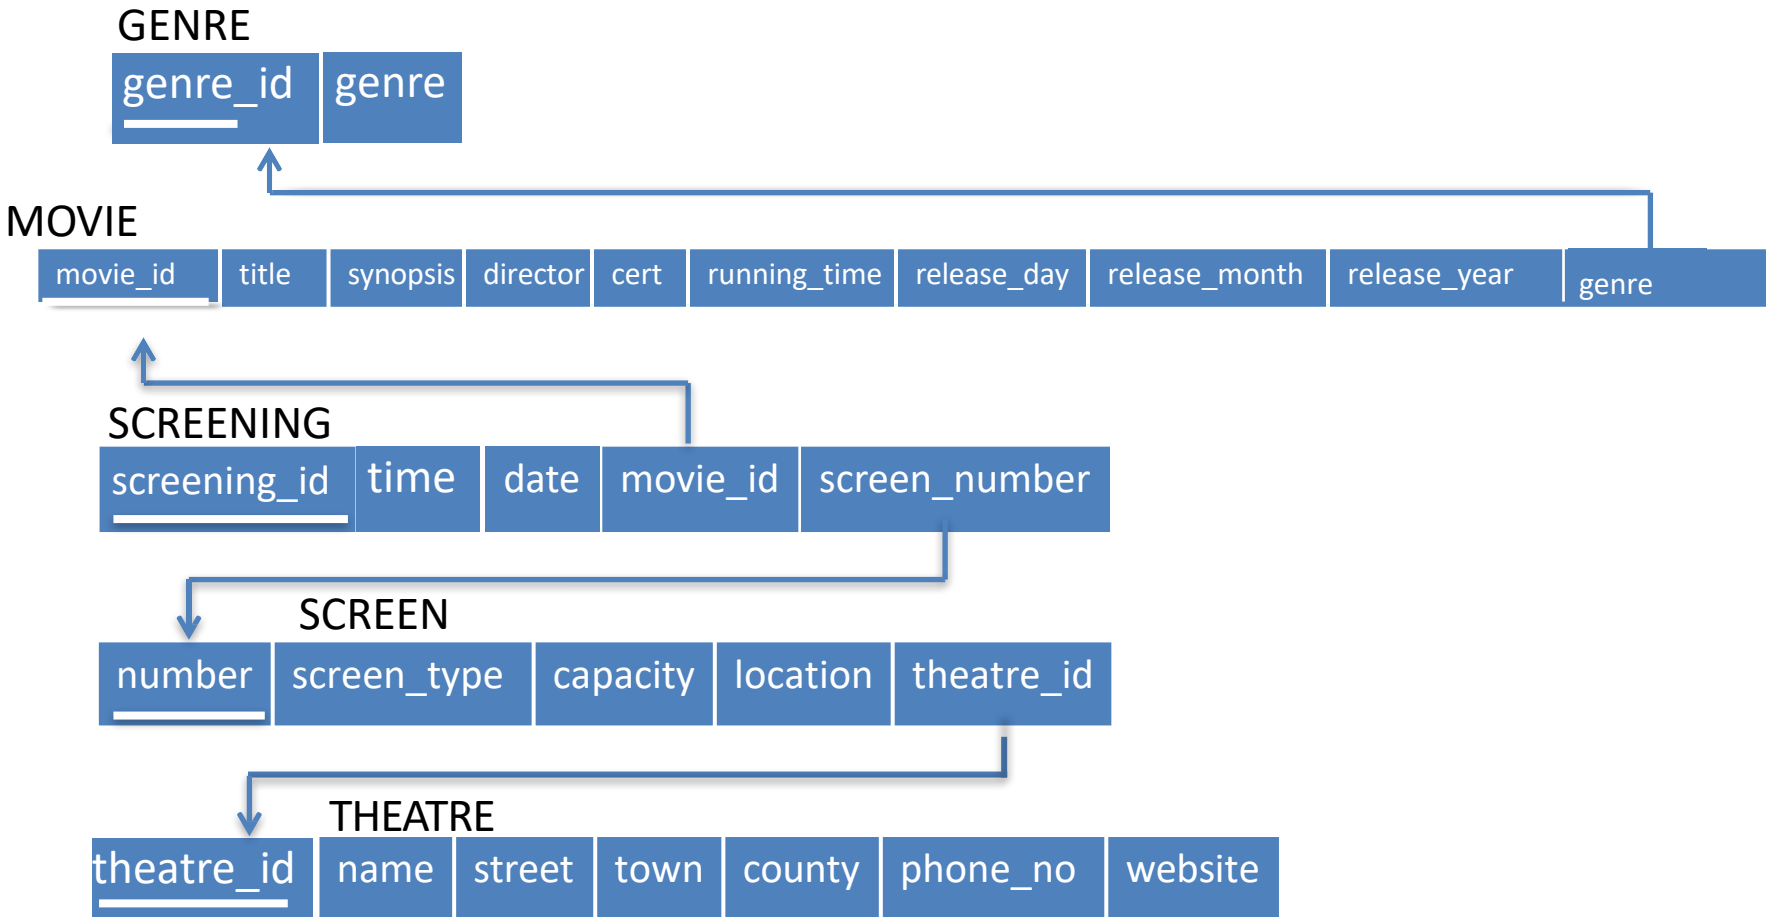 GENRE
genre_id genre
MOVIE
movie_id title synopsis director cert running_time release_day release_month release_year genre
SCREENING
screening_id time date movie_id screen_number
SCREEN
number screen_type capacity location theatre_id
THEATRE
theatre_id name street town county phone_no website